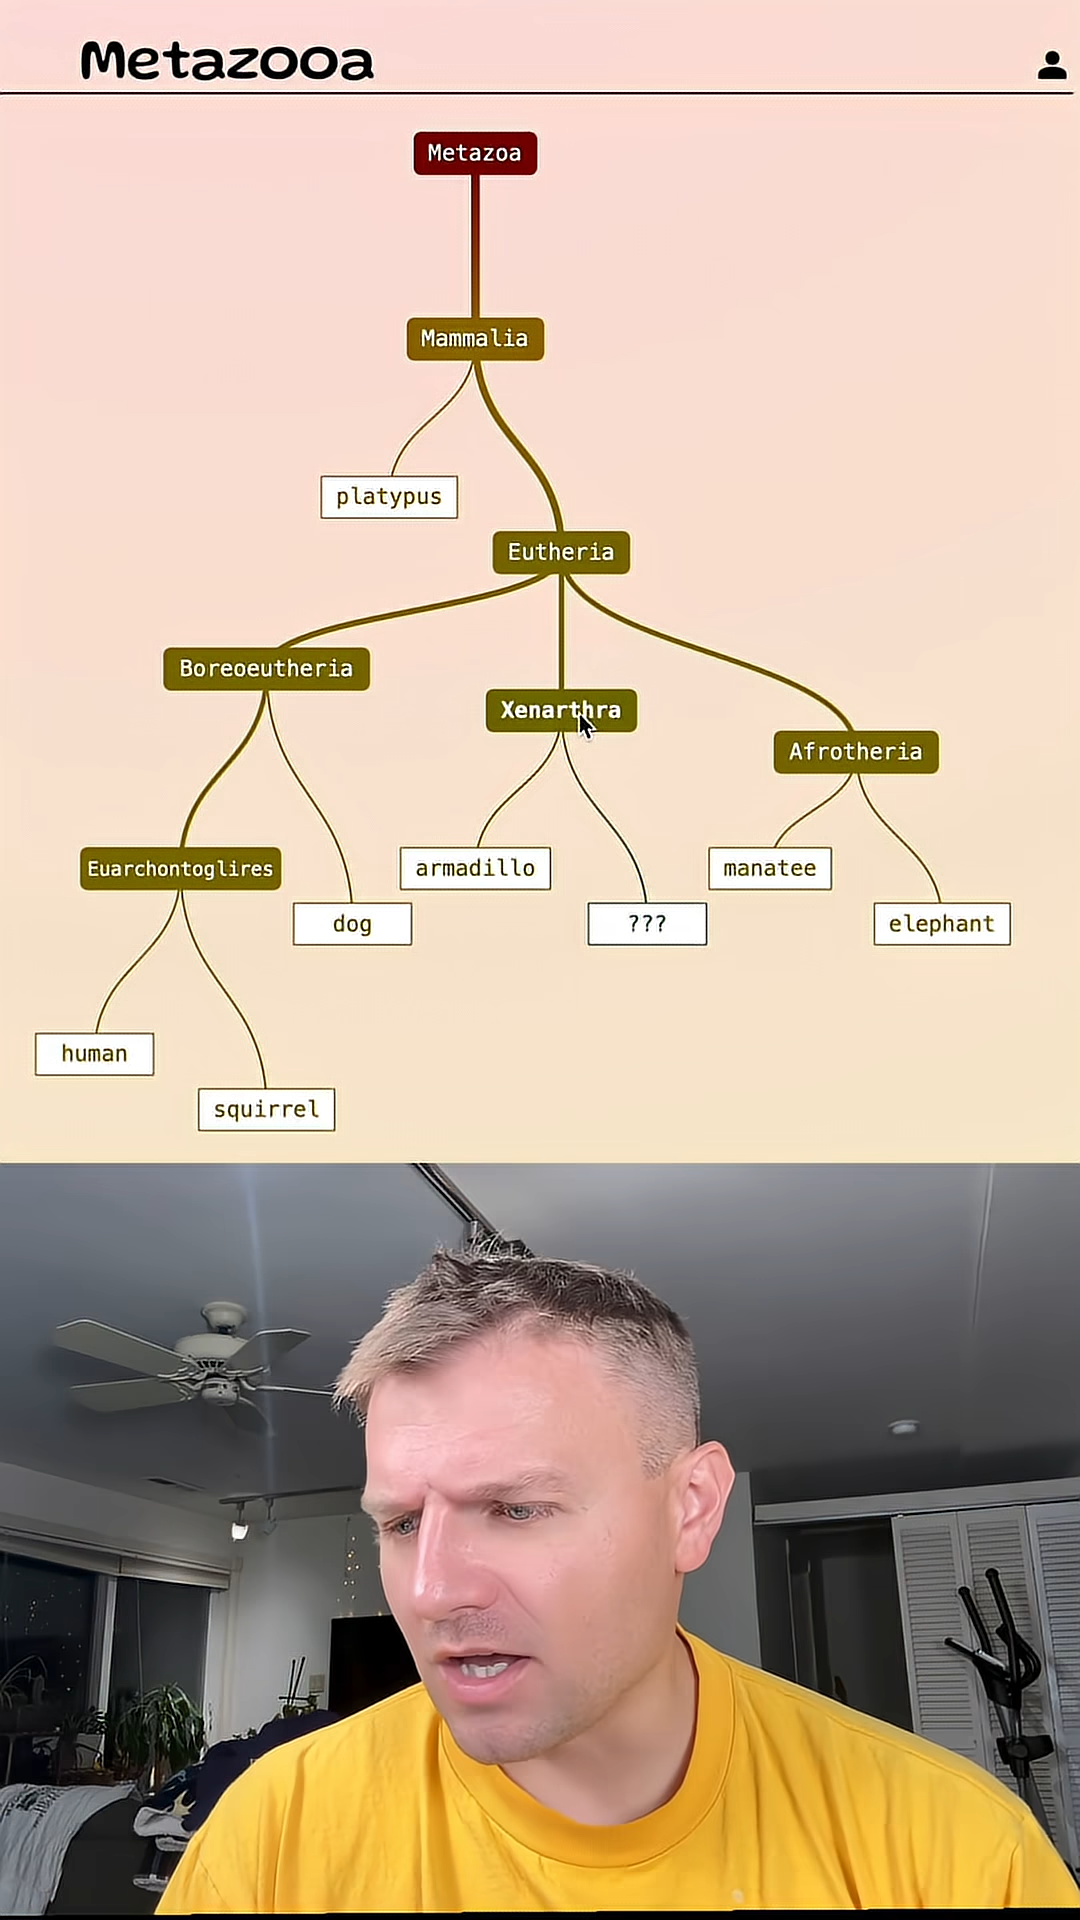 Metazooa
Metazoa
Mammalia
platypus
Eutheria
Boreoeutheria
Xenarthra
Afrotheria
Euarchontoglires
armadillo
manatee
dog
???
elephant
human
squirrel